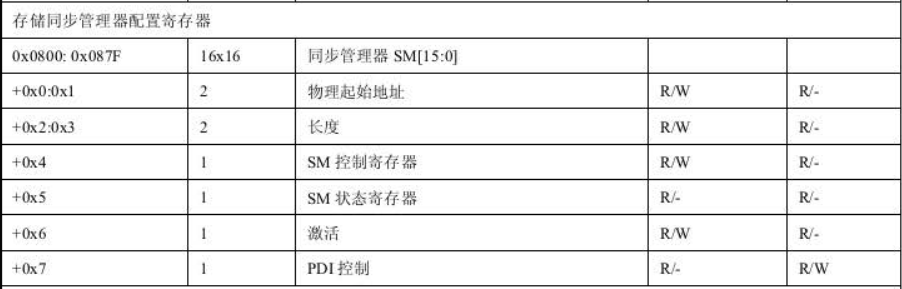 存储同步管理器配置寄存器
0x0800: 0x087F 16x16 同步管理器 SM[15:0]
+0x0:0x1 2 物理起始地址 R/W R/-
+0x2:0x3 2 长度 R/W R/-
+0x4 1 SM 控制寄存器 R/W R/-
+0x5 1 SM 状态寄存器 R/- R/-
+0x6 1 激活 R/W R/-
+0x7 1 PDI 控制 R/- R/W